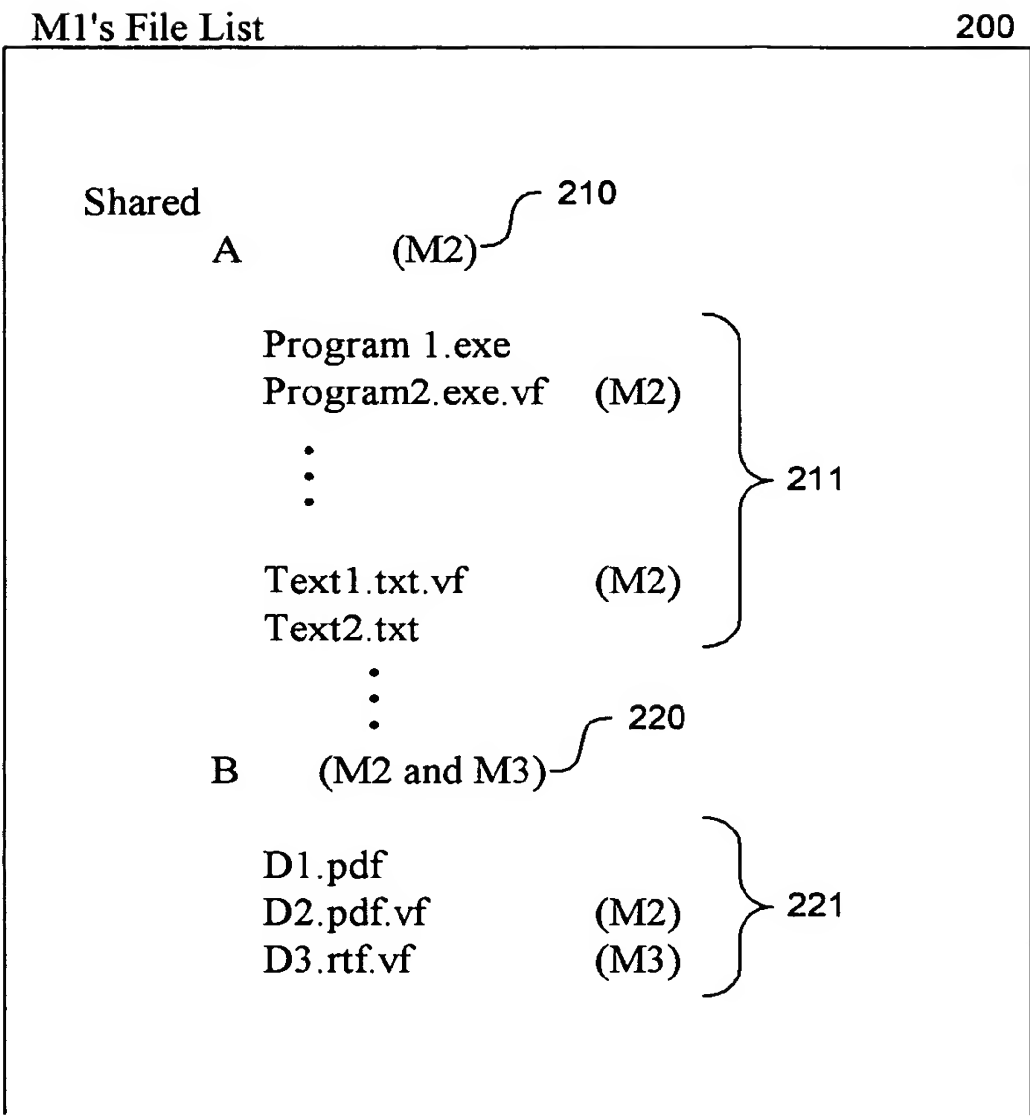 M1's File List 200
Shared
210
A (M2)
Program 1.exe
Program2.exe.vf (M2)
211
Text1.txt.vf (M2)
Text2.txt
220
B (M2 and M3)
D1.pdf
D2.pdf.vf (M2) 221
D3.rtf.vf (M3)